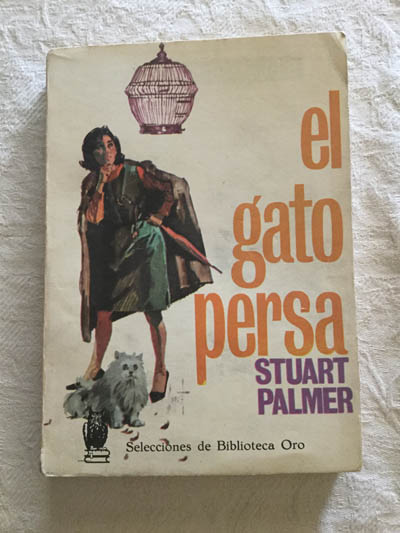 el
gato
persa
STUART
PALMER
Selecciones de Biblioteca Oro